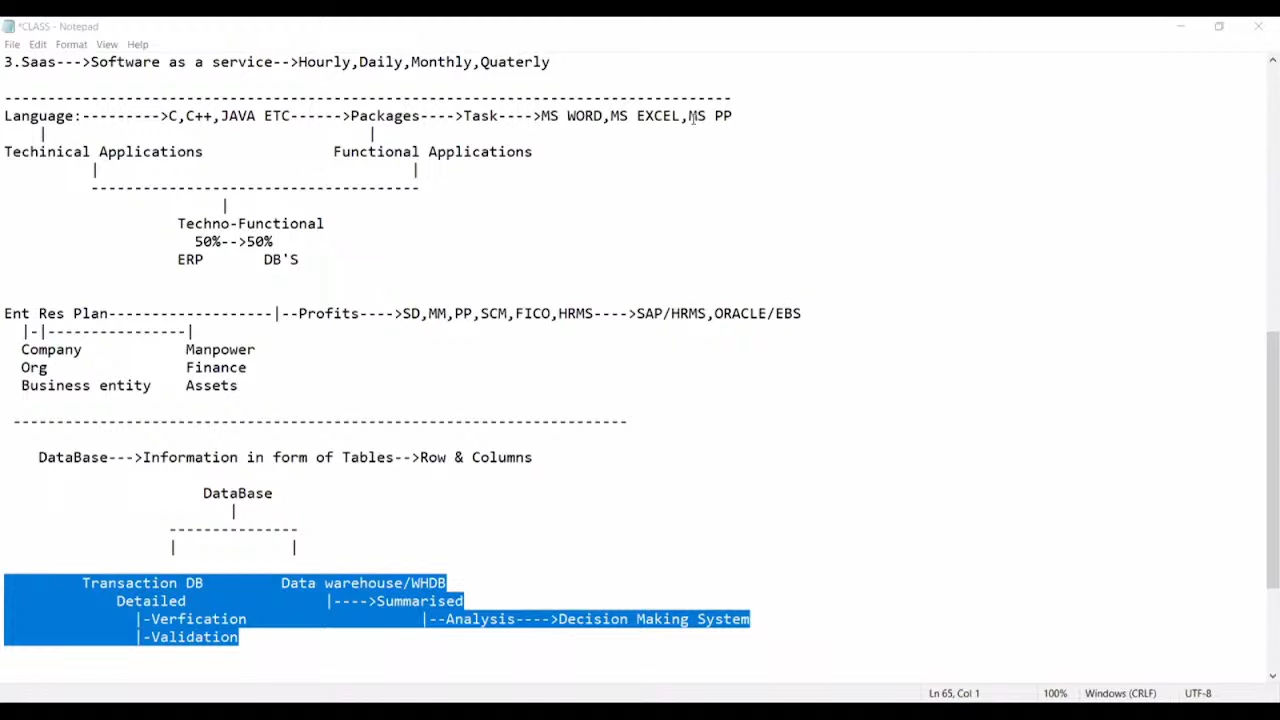 *CLASS - Notepad
File Edit Format View Help
3.Saas--->Software as a service-->Hourly,Daily,Monthly,Quaterly
------------------------------------------------------------------------------------
Language:--------->C,C++,JAVA ETC------>Packages---->Task---->MS WORD,MS EXCEL,MS PP
| |
Techinical Applications Functional Applications
| |
--------------------------------------
|
Techno-Functional
50%-->50%
ERP DB'S
Ent Res Plan-------------------|--Profits---->SD,MM,PP,SCM,FICO,HRMS---->SAP/HRMS,ORACLE/EBS
|-|----------------|
Company Manpower
Org Finance
Business entity Assets
-----------------------------------------------------------------------
DataBase--->Information in form of Tables-->Row & Columns
DataBase
|
---------------
| |
Transaction DB Data warehouse/WHDB
Detailed |---->Summarised
|-Verfication |--Analysis---->Decision Making System
|-Validation
Ln 65, Col 1 100% Windows (CRLF) UTF-8